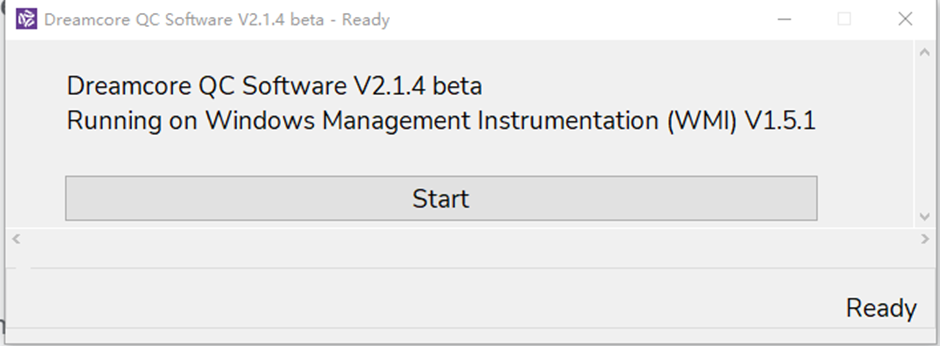 Dreamcore QC Software V2.1.4 beta - Ready
Dreamcore QC Software V2.1.4 beta
Running on Windows Management Instrumentation (WMI) V1.5.1
Start
Ready